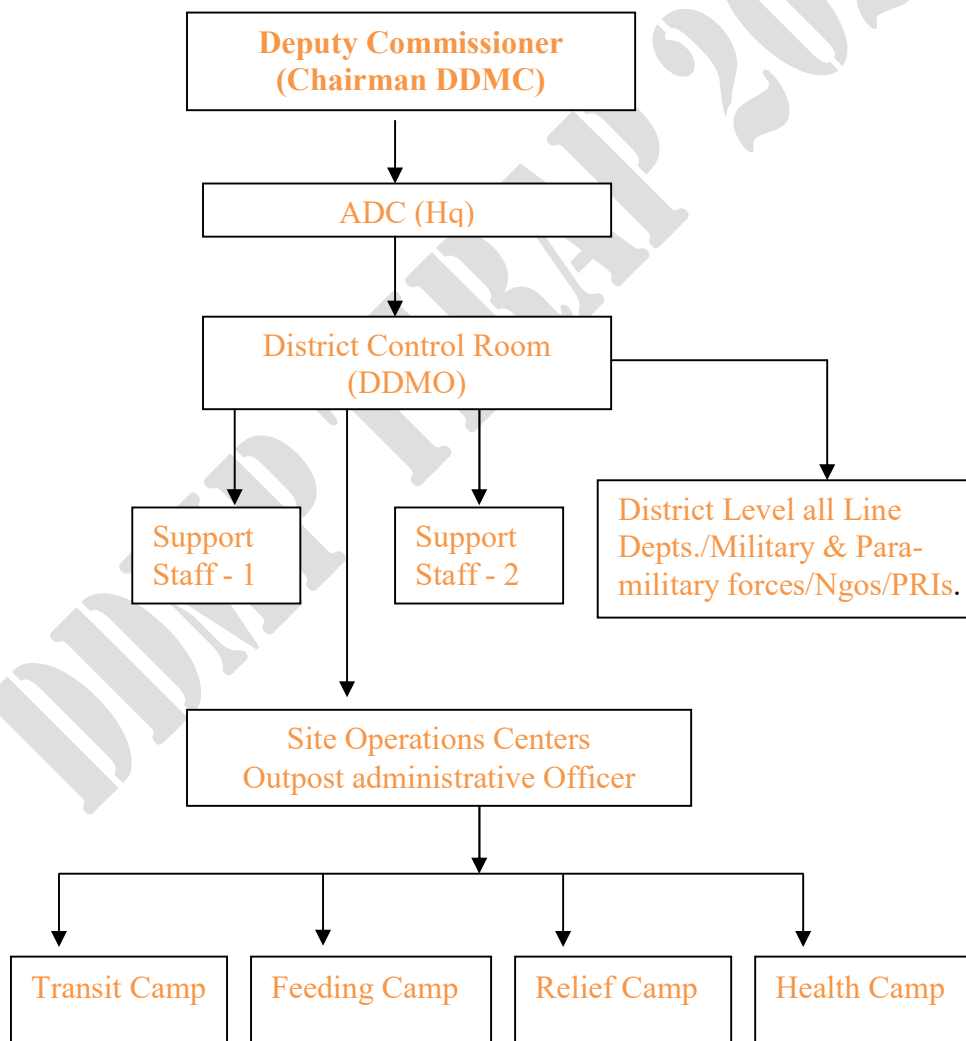 Deputy Commissioner
(Chairman DDMC)
ADC (Hq)
District Control Room
(DDMO)
Support
Staff - 1
Support
Staff - 2
District Level all Line
Depts./Military & Para-
military forces/Ngos/PRIs.
Site Operations Centers
Outpost administrative Officer
Transit Camp
Feeding Camp
Relief Camp
Health Camp
DDMP TIRAP